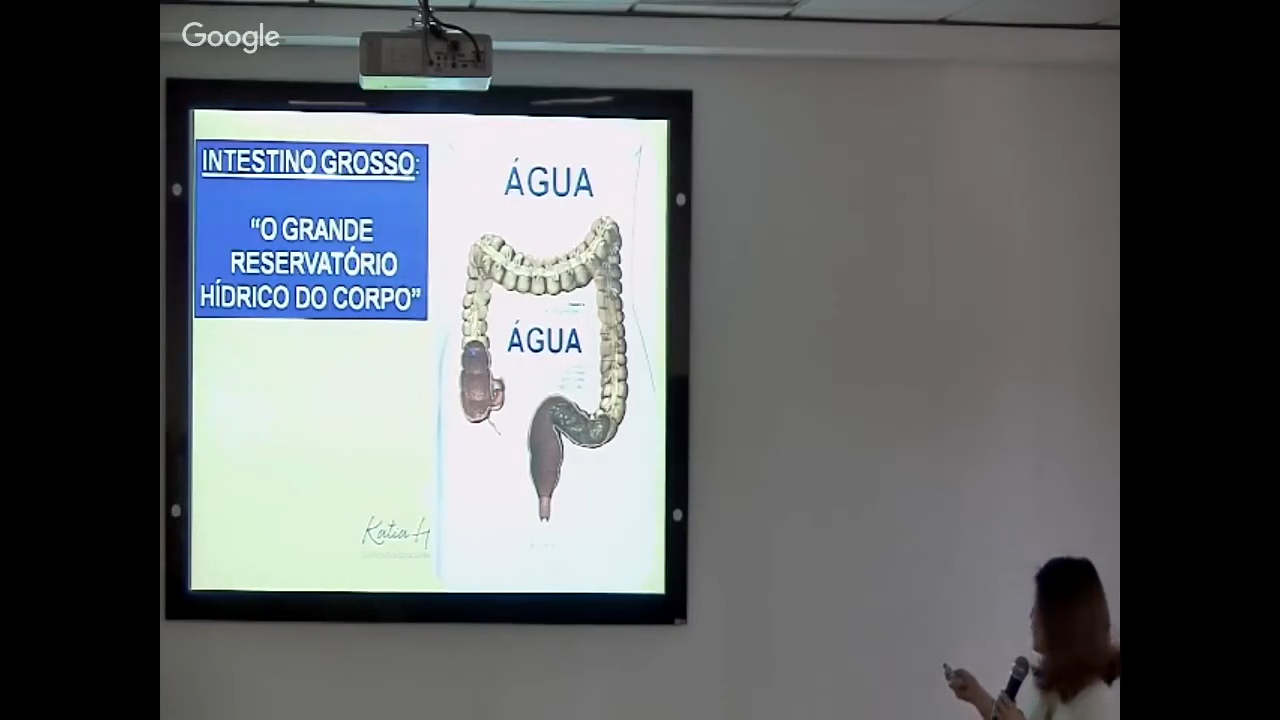 Google
INTESTINO GROSSO:
“O GRANDE
RESERVATÓRIO
HÍDRICO DO CORPO”
ÁGUA
ÁGUA
Katia H